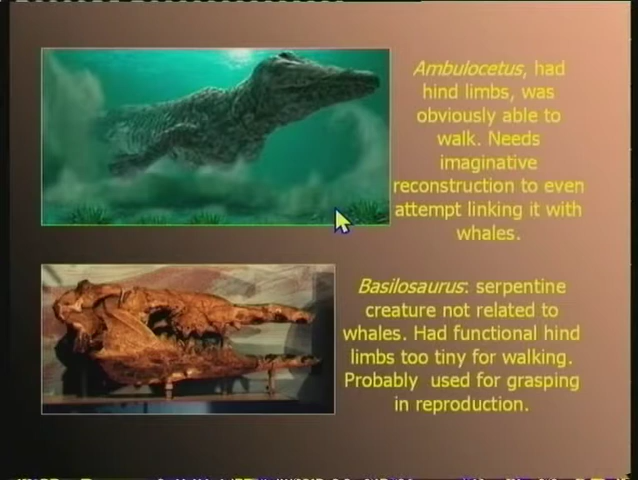 Ambulocetus, had
hind limbs, was
obviously able to
walk. Needs
imaginative
reconstruction to even
attempt linking it with
whales.
Basilosaurus: serpentine
creature not related to
whales. Had functional hind
limbs too tiny for walking.
Probably used for grasping
in reproduction.